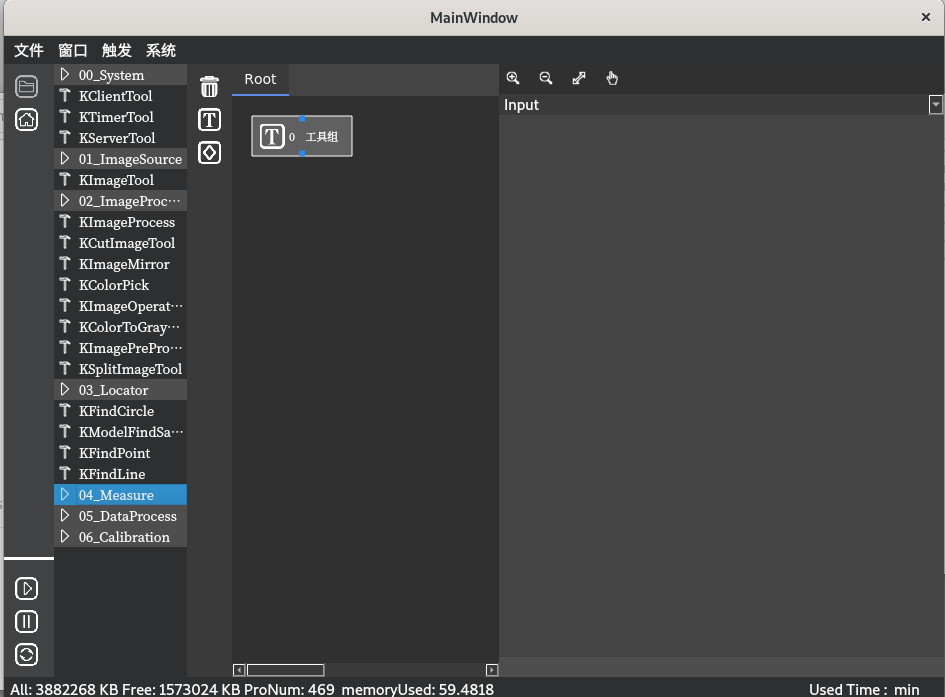 MainWindow
文件 窗口 触发 系统
00_System
KClientTool
KTimerTool
KServerTool
01_ImageSource
KImageTool
02_ImageProc···
KImageProcess
KCutImageTool
KImageMirror
KColorPick
KImageOperat···
KColorToGray···
KImagePrePro···
KSplitImageTool
03_Locator
KFindCircle
KModelFindSa···
KFindPoint
KFindLine
04_Measure
05_DataProcess
06_Calibration
Root
T 0 工具组
T
Input
All: 3882268 KB Free: 1573024 KB ProNum: 469 memoryUsed: 59.4818
Used Time : min